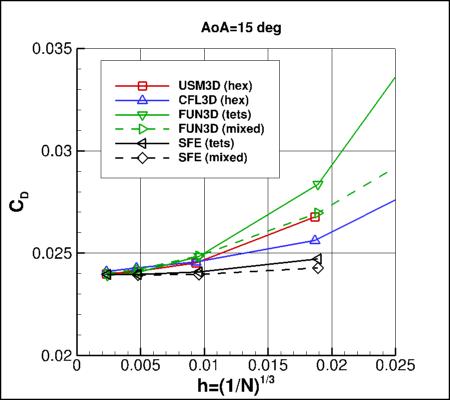 AoA=15 deg
0.035
USM3D (hex)
CFL3D (hex)
FUN3D (tets)
FUN3D (mixed)
SFE (tets)
SFE (mixed)
0.03
C_D
0.025
0.02
0 0.005 0.01 0.015 0.02 0.025
h=(1/N)^1/3